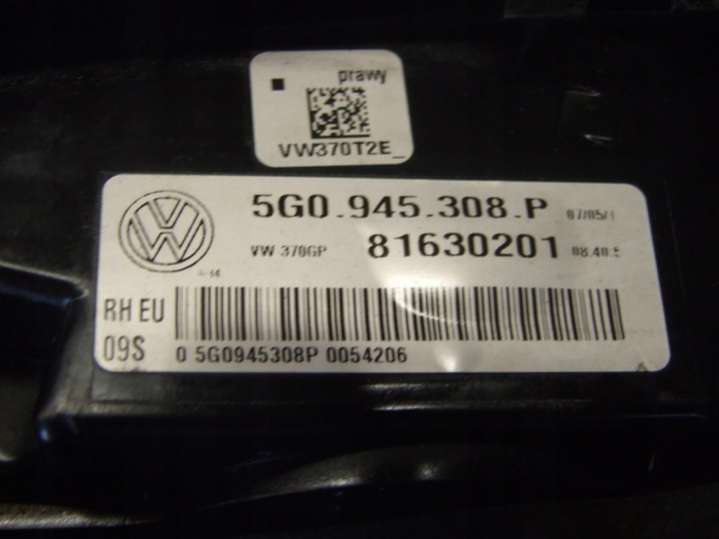 prawy
VW370T2E_
5G0.945.308.P
VW 370GP 81630201
RH EU
09S
0 5G0945308P 0054206